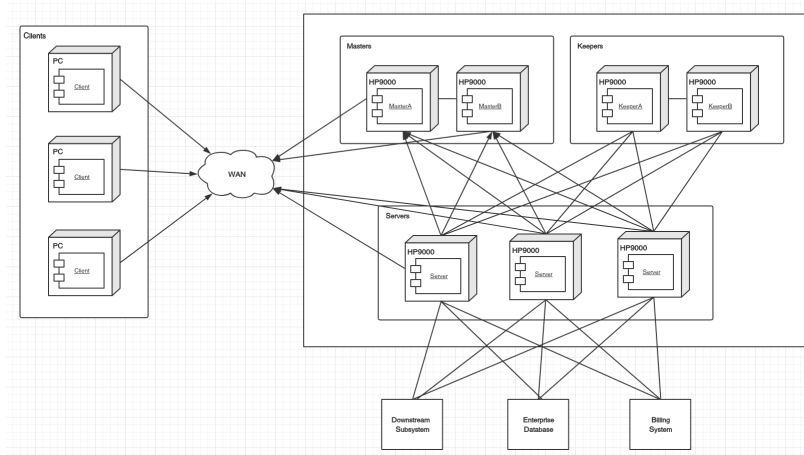 Clients
PC
Client
PC
Client
PC
Client
WAN
Masters
HP9000
MasterA
HP9000
MasterB
Keepers
HP9000
KeeperA
HP9000
KeeperB
Servers
HP9000
Server
HP9000
Server
HP9000
Server
Downstream
Subsystem
Enterprise
Database
Billing
System